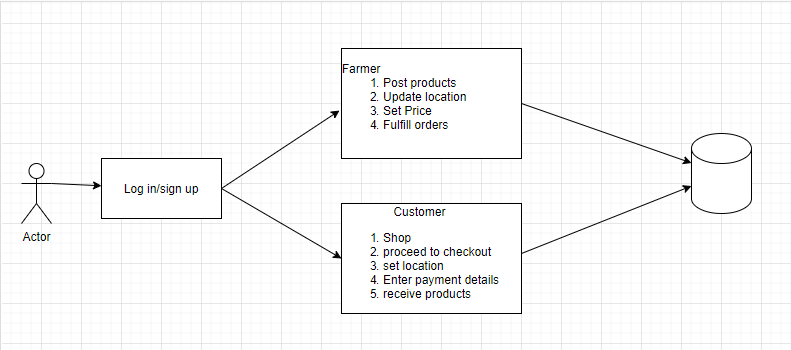 Farmer
1. Post products
2. Update location
3. Set Price
4. Fulfill orders
Log in/sign up
Actor
Customer
1. Shop
2. proceed to checkout
3. set location
4. Enter payment details
5. receive products